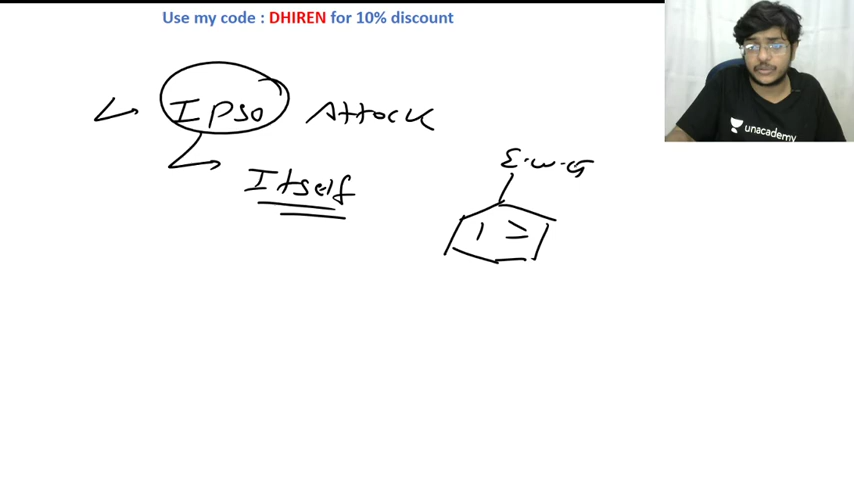 Use my code : DHIREN for 10% discount
Ipso Attack
Itself
E.W.G
unacademy